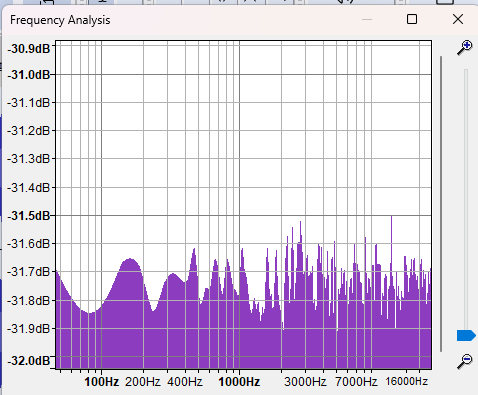 Frequency Analysis
-30.9dB
-31.0dB
-31.1dB
-31.2dB
-31.3dB
-31.4dB
-31.5dB
-31.6dB
-31.7dB
-31.8dB
-31.9dB
-32.0dB
100Hz 200Hz 400Hz 1000Hz 3000Hz 7000Hz 16000Hz